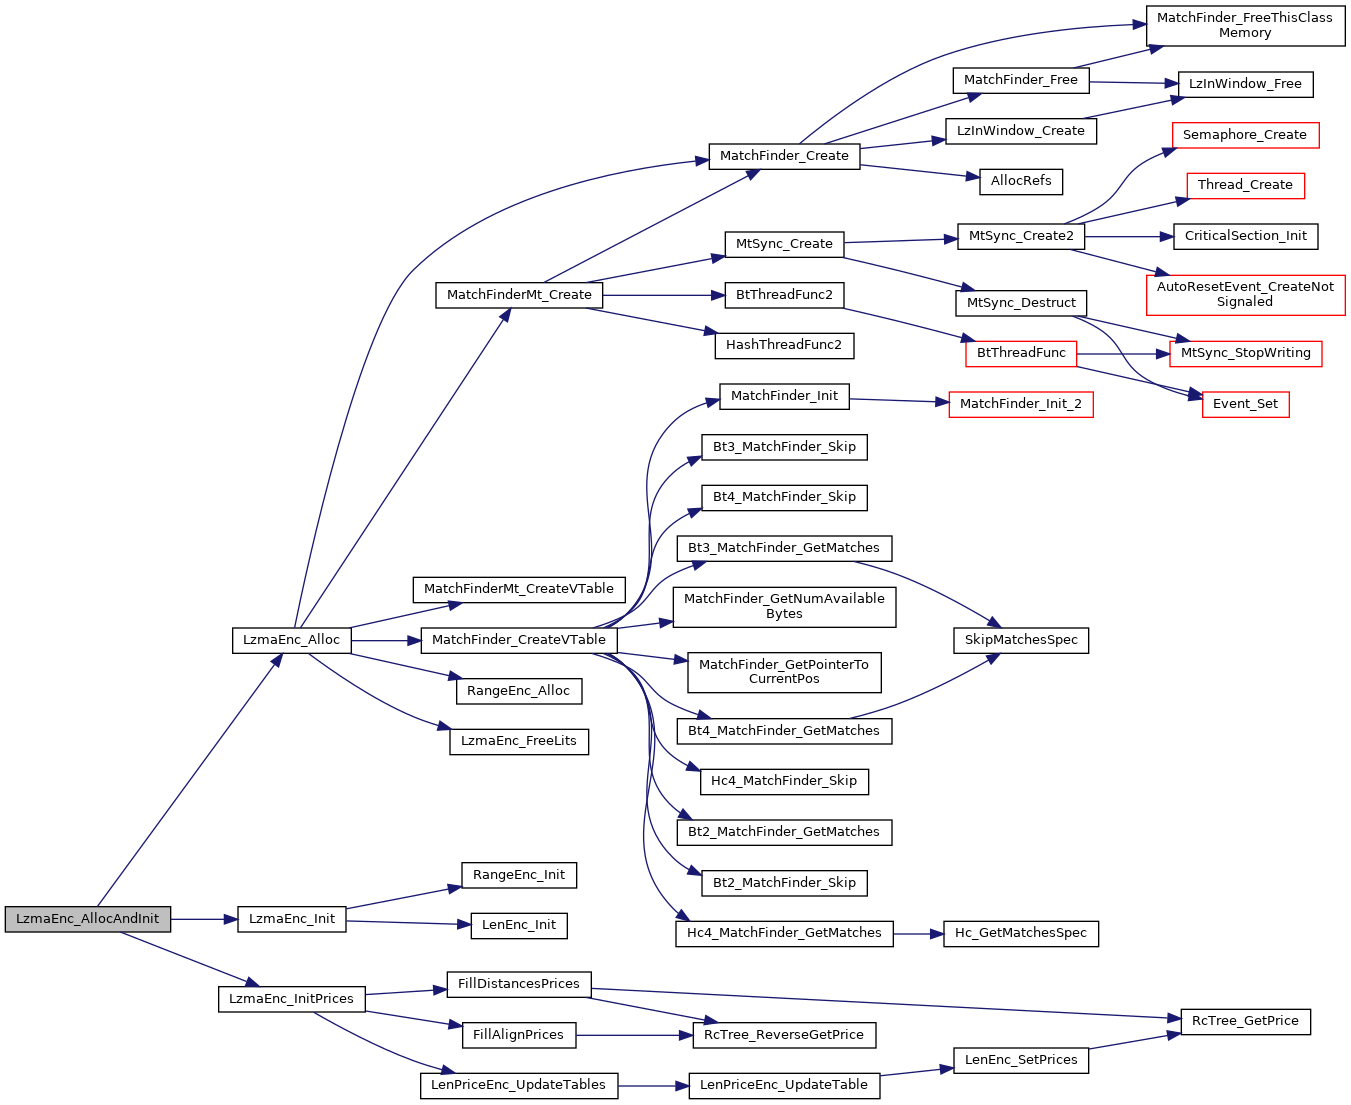 MatchFinder_FreeThisClass
Memory
MatchFinder_Free
LzInWindow_Free
LzInWindow_Create
Semaphore_Create
MatchFinder_Create
AllocRefs
Thread_Create
MtSync_Create
MtSync_Create2
CriticalSection_Init
MatchFinderMt_Create
BtThreadFunc2
MtSync_Destruct
AutoResetEvent_CreateNot
Signaled
HashThreadFunc2
BtThreadFunc
MtSync_StopWriting
MatchFinder_Init
MatchFinder_Init_2
Event_Set
Bt3_MatchFinder_Skip
Bt4_MatchFinder_Skip
Bt3_MatchFinder_GetMatches
MatchFinderMt_CreateVTable
MatchFinder_GetNumAvailable
Bytes
LzmaEnc_Alloc
MatchFinder_CreateVTable
SkipMatchesSpec
MatchFinder_GetPointerTo
CurrentPos
RangeEnc_Alloc
Bt4_MatchFinder_GetMatches
LzmaEnc_FreeLits
Hc4_MatchFinder_Skip
Bt2_MatchFinder_GetMatches
RangeEnc_Init
Bt2_MatchFinder_Skip
LzmaEnc_AllocAndInit
LzmaEnc_Init
LenEnc_Init
Hc4_MatchFinder_GetMatches
Hc_GetMatchesSpec
LzmaEnc_InitPrices
FillDistancesPrices
RcTree_GetPrice
FillAlignPrices
RcTree_ReverseGetPrice
LenEnc_SetPrices
LenPriceEnc_UpdateTables
LenPriceEnc_UpdateTable